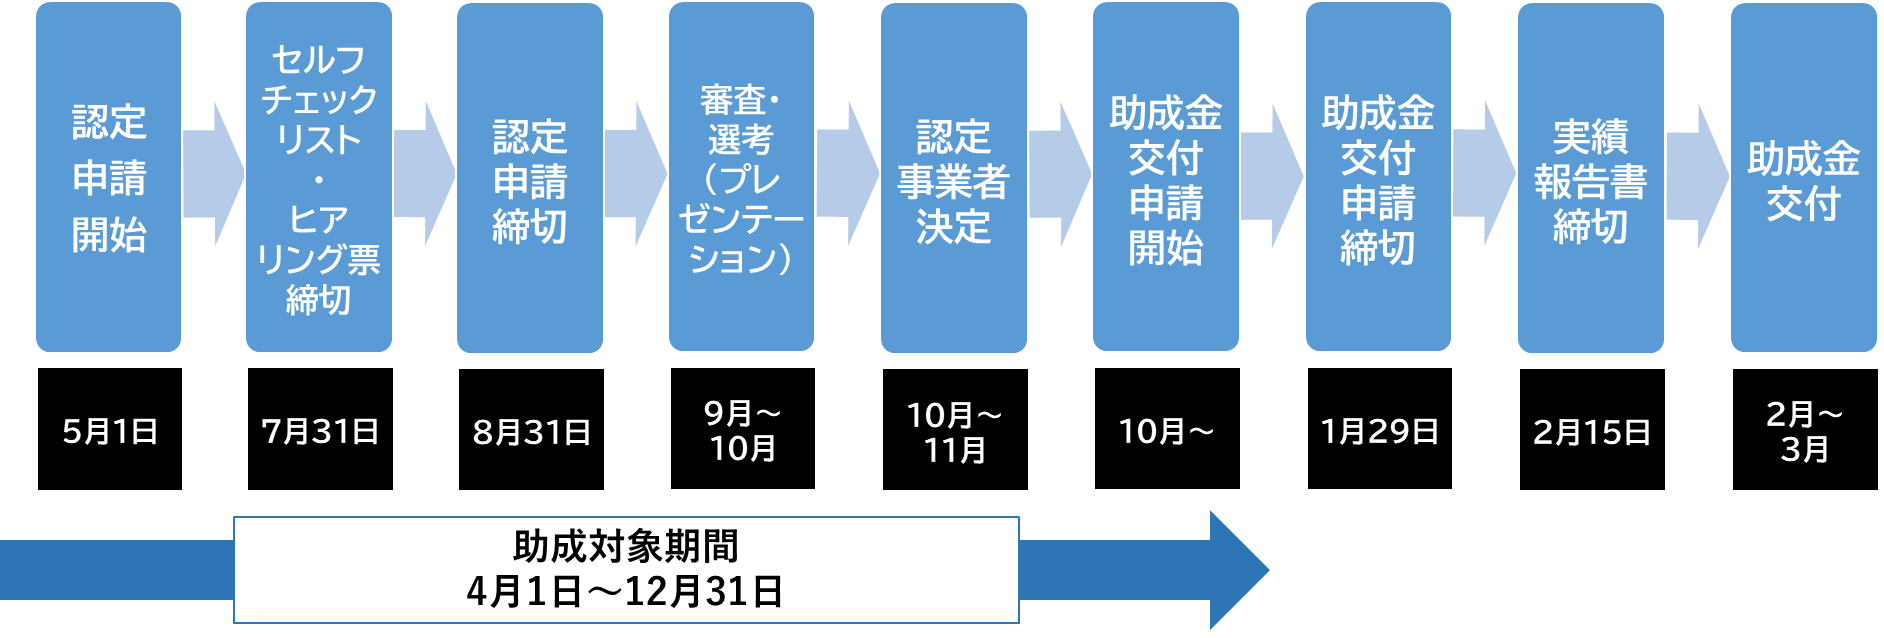 認定
申請
開始
セルフ
チェック
リスト
・
ヒア
リング票
締切
認定
申請
締切
審査・
選考
（プレ
ゼンテー
ション）
認定
事業者
決定
助成金
交付
申請
開始
助成金
交付
申請
締切
実績
報告書
締切
助成金
交付
5月1日
7月31日
8月31日
9月～
10月
10月～
11月
10月～
1月29日
2月15日
2月～
3月
助成対象期間
4月1日～12月31日